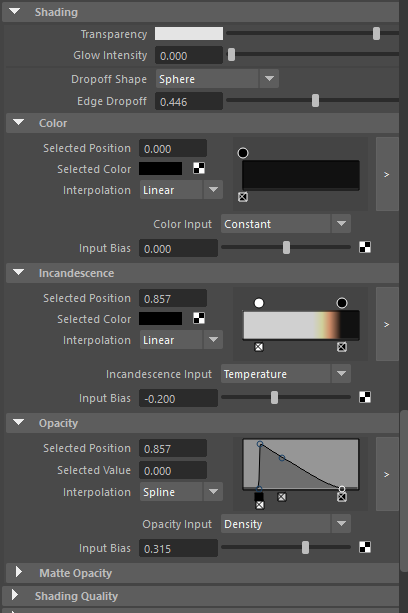 Shading
Transparency
Glow Intensity 0.000
Dropoff Shape Sphere
Edge Dropoff 0.446
Color
Selected Position 0.000
Selected Color
Interpolation Linear
>
Color Input Constant
Input Bias 0.000
Incandescence
Selected Position 0.857
Selected Color
Interpolation Linear
>
Incandescence Input Temperature
Input Bias -0.200
Opacity
Selected Position 0.857
Selected Value 0.000
Interpolation Spline
>
Opacity Input Density
Input Bias 0.315
Matte Opacity
Shading Quality